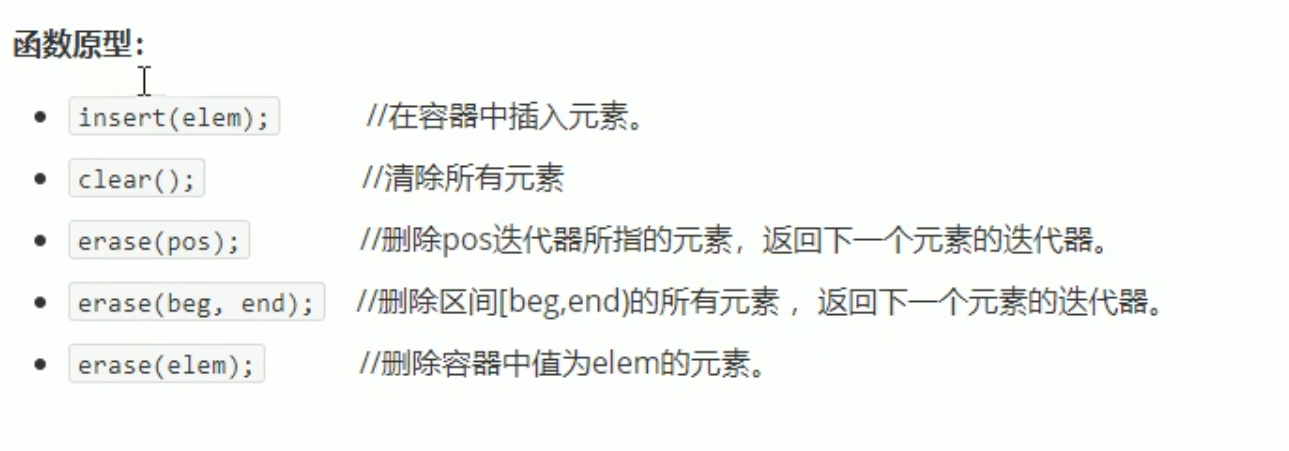 函数原型：
insert(elem); //在容器中插入元素。
clear(); //清除所有元素
erase(pos); //删除pos迭代器所指的元素，返回下一个元素的迭代器。
erase(beg, end); //删除区间[beg,end)的所有元素 ，返回下一个元素的迭代器。
erase(elem); //删除容器中值为elem的元素。